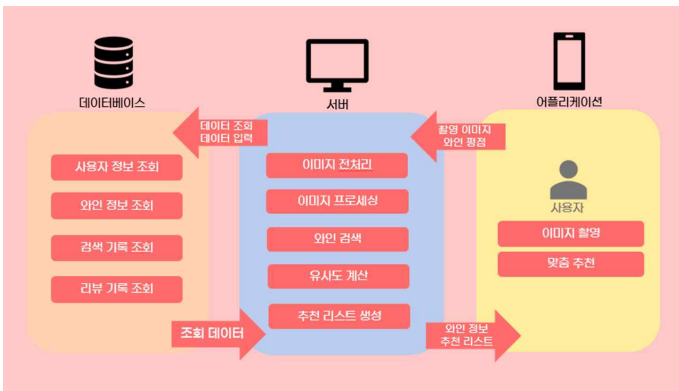 데이터베이스
서버
어플리케이션
데이터 조회
데이터 입력
촬영 이미지
와인 평점
사용자 정보 조회
와인 정보 조회
검색 기록 조회
리뷰 기록 조회
이미지 전처리
이미지 프로세싱
와인 검색
유사도 계산
추천 리스트 생성
사용자
이미지 촬영
맞춤 추천
조회 데이터
와인 정보
추천 리스트